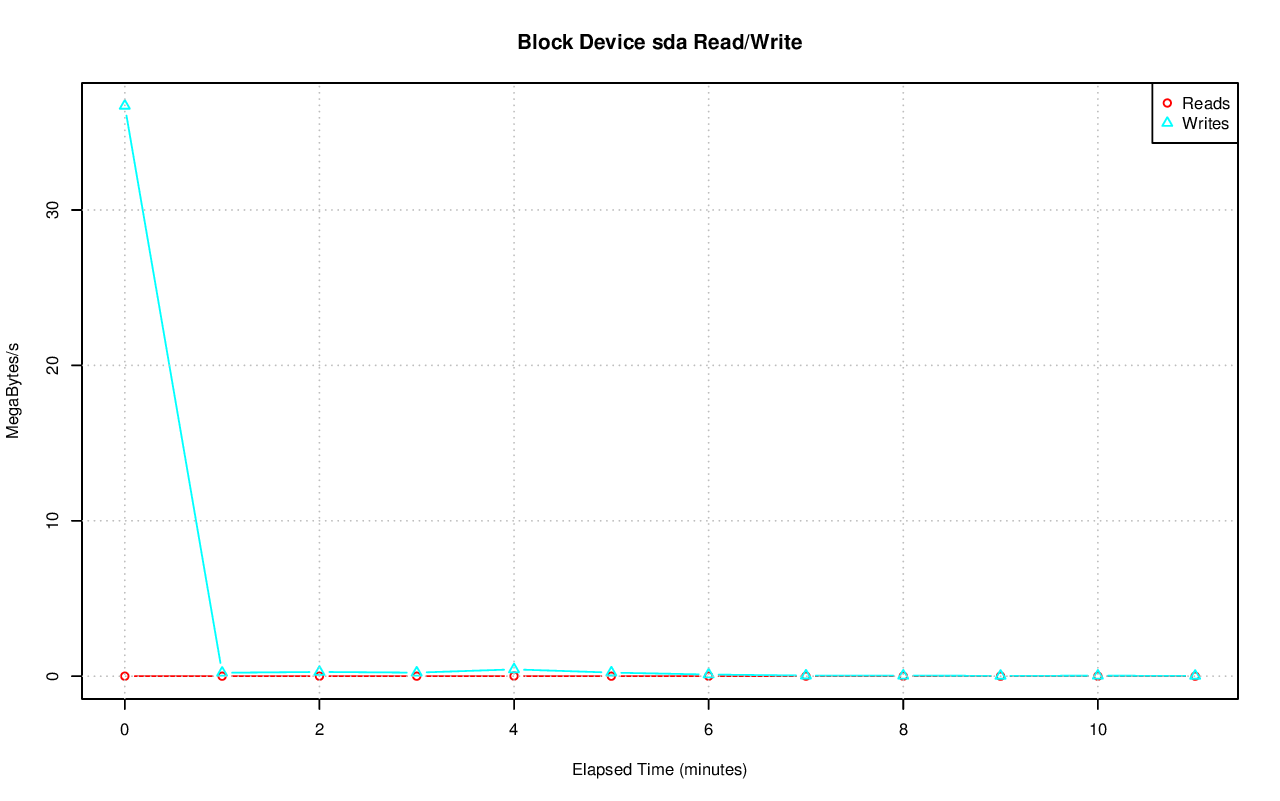 Block Device sda Read/Write
Reads
Writes
MegaBytes/s
30
20
10
0
0 2 4 6 8 10
Elapsed Time (minutes)